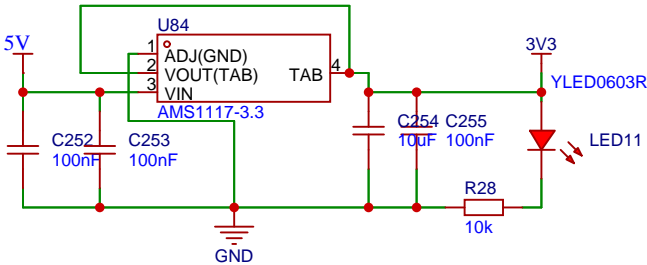 U84
5V
1
ADJ(GND)
2
VOUT(TAB)
TAB
4
3
VIN
AMS1117-3.3
3V3
YLED0603R
C252
100nF
C253
100nF
C254
10uF
C255
100nF
LED11
R28
10k
GND